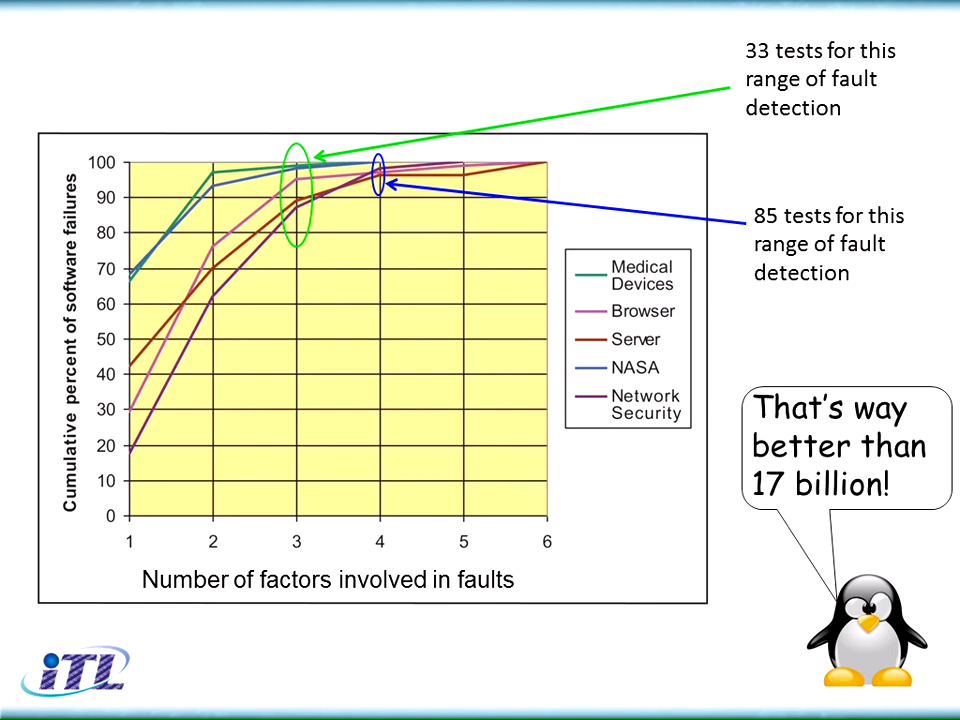 33 tests for this
range of fault
detection
100
90
80
70
60
50
40
30
20
10
0
Cumulative percent of software failures
1 2 3 4 5 6
Number of factors involved in faults
Medical
Devices
Browser
Server
NASA
Network
Security
85 tests for this
range of fault
detection
That's way
better than
17 billion!
iTL